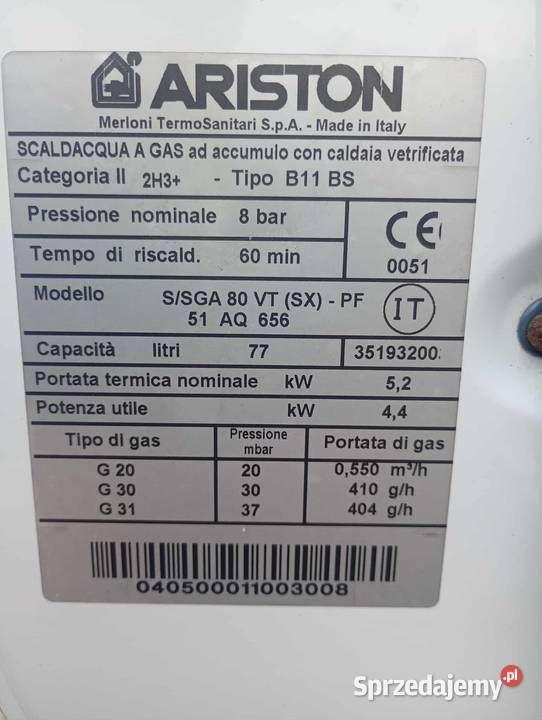 ARISTON
Merloni TermoSanitari S.p.A. - Made in Italy
SCALDACQUA A GAS ad accumulo con caldaia vetrificata
Categoria II 2H3+ - Tipo B11 BS
Pressione nominale 8 bar
Tempo di riscald. 60 min
CE
0051
Modello S/SGA 80 VT (SX) - PF
51 AQ 656
IT
Capacità litri 77 35193200
Portata termica nominale kW 5,2
Potenza utile kW 4,4
Tipo di gas Pressione mbar Portata di gas
G 20 20 0,550 m³/h
G 30 30 410 g/h
G 31 37 404 g/h
040500011003008
Sprzedajemy.pl